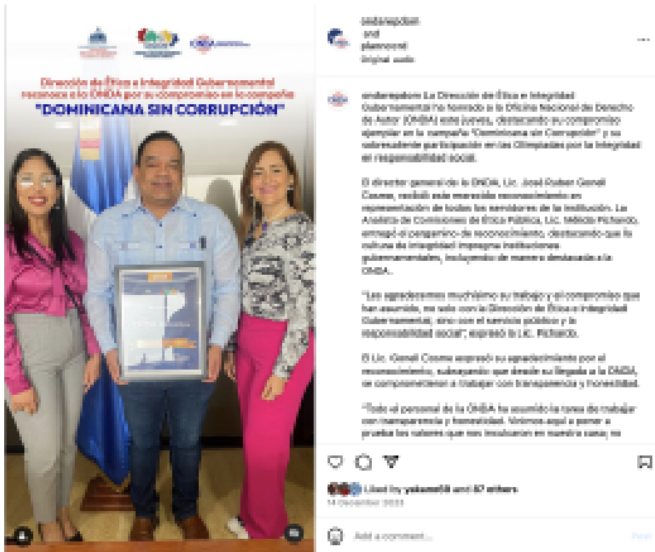 ondarepdom
and
Original audio
Dirección de Ética e Integridad Gubernamental
reconoce a la ONDA por su compromiso en la campaña
"DOMINICANA SIN CORRUPCIÓN"
ondarepdom La Dirección de Ética e Integridad
Gubernamental ha honrado a la Oficina Nacional de Derecho
de Autor (ONDA) este jueves, destacando su compromiso
ejemplar en la campaña "Dominicana sin Corrupción" y su
sobresaliente participación en las Olimpiadas por la Integridad
en responsabilidad social.
El director general de la ONDA, Lic. José Ruben Gonell
Cosme, recibió este merecido reconocimiento en
representación de todos los servidores de la institución. La
Analista de Comisiones de Ética Pública, Lic. Mélida Pichardo,
entregó el pergamino de reconocimiento, destacando que la
cultura de integridad impregna instituciones
gubernamentales, incluyendo de manera destacada a la
ONDA.
"Les agradecemos muchísimo su trabajo y el compromiso que
han asumido, no solo con la Dirección de Ética e Integridad
Gubernamental, sino con el servicio público y la
responsabilidad social", expresó la Lic. Pichardo.
El Lic. Gonell Cosme expresó su agradecimiento por el
reconocimiento, subrayando que desde su llegada a la ONDA,
se comprometieron a trabajar con transparencia y honestidad.
"Todo el personal de la ONDA ha asumido la tarea de trabajar
con transparencia y honestidad. Vinimos aquí a poner a
prueba los valores que nos inculcaron en nuestra casa; no
Liked by yakame59 and 87 others
14 December 2023
Add a comment...
Post